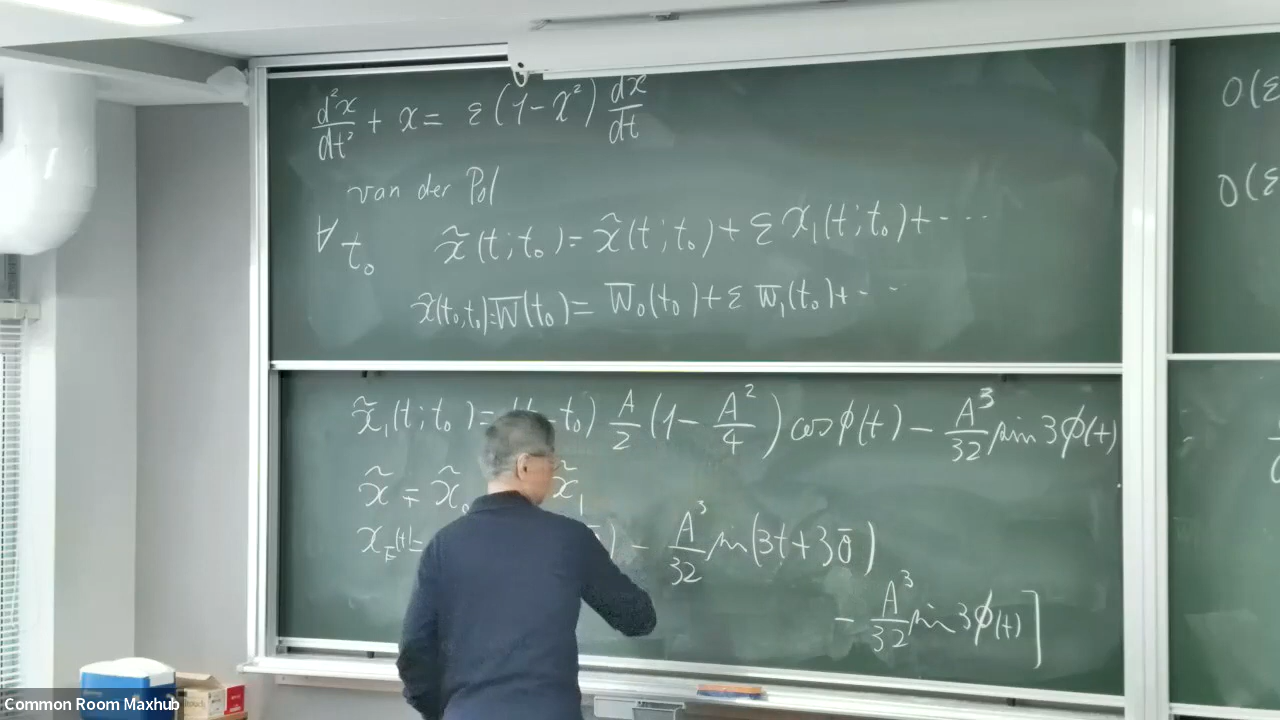 d²x/dt² + x = ε(1-x²) dx/dt
van der Pol
∀t₀ x̃(t;t₀) = x̃(t;t₀) + εx₁(t;t₀) + ⋯
x̃(t₀,t₀)=W̅(t₀) = W̅₀(t₀) + εW̅₁(t₀) + ⋯
x̃₁(t;t₀) = t₀) A/2 (1 - A²/4) cos ϕ(t) - A³/32 sin 3ϕ(t)
x̃ = x̃₀ x̃₁
x_E(t)= ) - A³/32 sin(3t+3θ̄)
- A³/32 sin 3ϕ(t)]
O(ε
O(ε
Common Room Maxhub